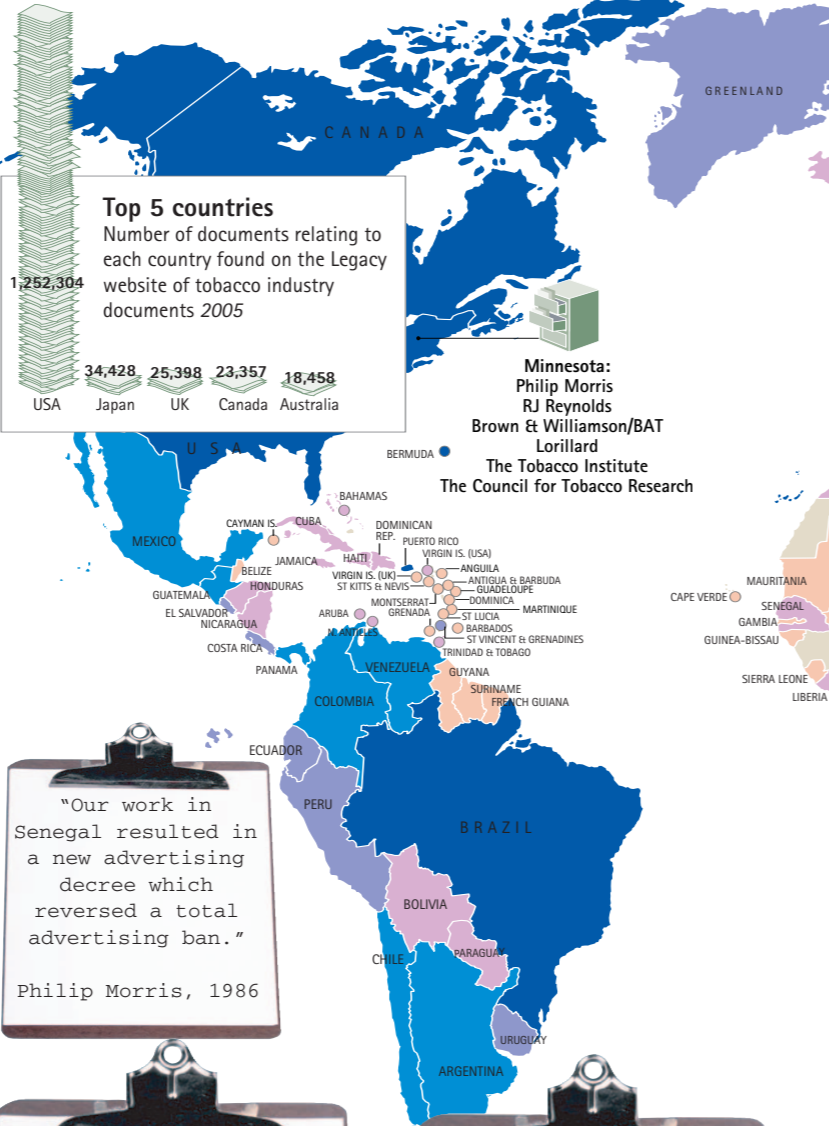 GREENLAND
CANADA
Top 5 countries
Number of documents relating to
each country found on the Legacy
website of tobacco industry
documents 2005
1,252,304
34,428
25,398
23,357
18,458
USA
Japan
UK
Canada
Australia
Minnesota:
Philip Morris
RJ Reynolds
Brown & Williamson/BAT
Lorillard
The Tobacco Institute
The Council for Tobacco Research
USA
BERMUDA
BAHAMAS
CAYMAN IS.
CUBA
DOMINICAN
REP.
PUERTO RICO
MEXICO
VIRGIN IS. (USA)
JAMAICA
HAITI
ANGUILA
BELIZE
VIRGIN IS. (UK)
ANTIGUA & BARBUDA
HONDURAS
ST KITTS & NEVIS
GUADELOUPE
GUATEMALA
MONTSERRAT
DOMINICA
EL SALVADOR
ARUBA
GRENADA
MARTINIQUE
NICARAGUA
ST LUCIA
N. ANTILLES
BARBADOS
COSTA RICA
ST VINCENT & GRENADINES
TRINIDAD & TOBAGO
PANAMA
VENEZUELA
GUYANA
SURINAME
COLOMBIA
FRENCH GUIANA
MAURITANIA
CAPE VERDE
SENEGAL
GAMBIA
GUINEA-BISSAU
SIERRA LEONE
LIBERIA
ECUADOR
PERU
BRAZIL
BOLIVIA
CHILE
PARAGUAY
URUGUAY
ARGENTINA
“Our work in
Senegal resulted in
a new advertising
decree which
reversed a total
advertising ban.”
Philip Morris, 1986